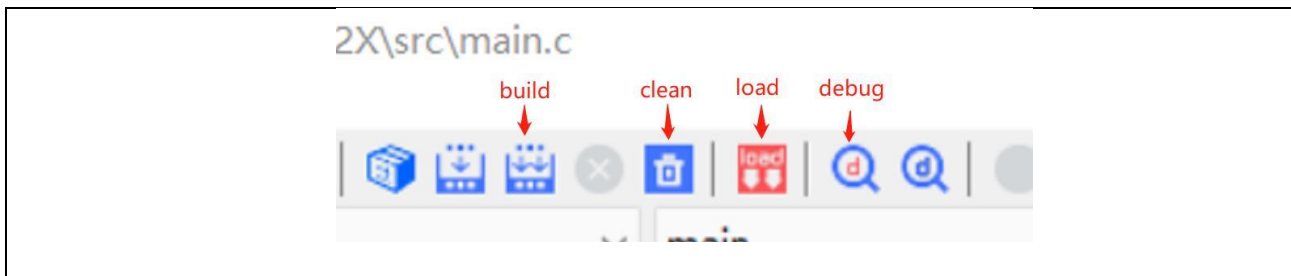 2X\src\main.c
build clean load debug
load d d
main